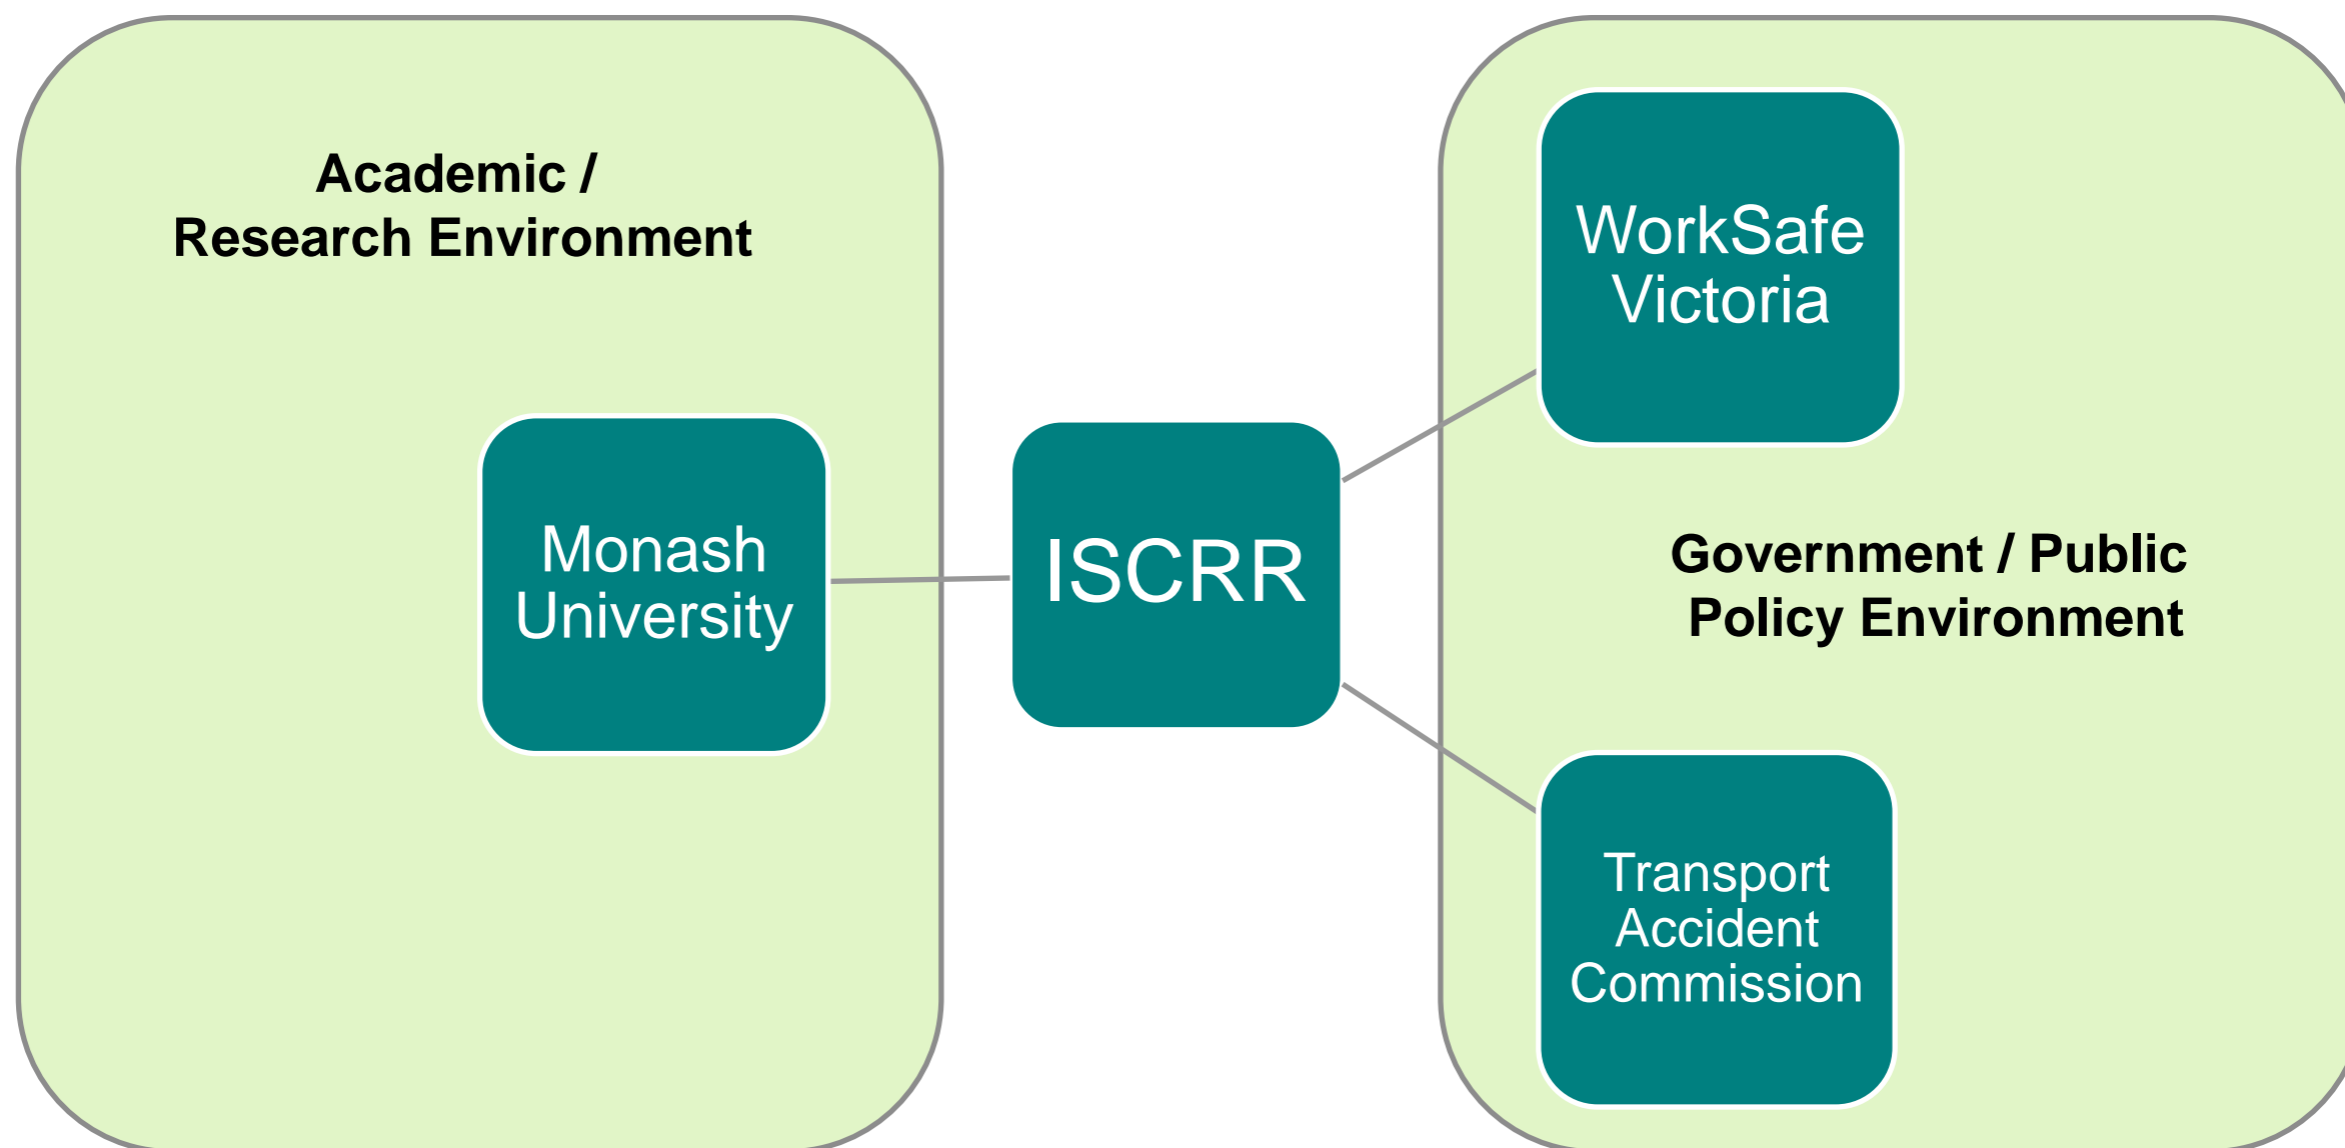 Academic /
Research Environment
Monash
University
ISCRR
WorkSafe
Victoria
Government / Public
Policy Environment
Transport
Accident
Commission